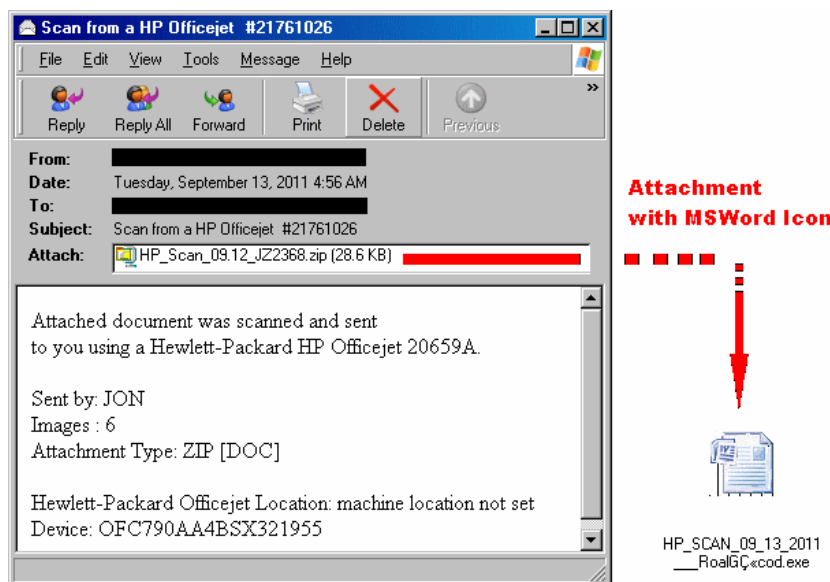 Scan from a HP Officejet #21761026
File Edit View Tools Message Help
Reply Reply All Forward Print Delete Previous
From:
Date: Tuesday, September 13, 2011 4:56 AM
To:
Subject: Scan from a HP Officejet #21761026
Attach: HP_Scan_09.12_JZ2368.zip (28.6 KB)
Attached document was scanned and sent
to you using a Hewlett-Packard HP Officejet 20659A.
Sent by: JON
Images : 6
Attachment Type: ZIP [DOC]
Hewlett-Packard Officejet Location: machine location not set
Device: OFC790AA4BSX321955
Attachment
with MSWord Icon
HP_SCAN_09_13_2011
___RoalGÇ«cod.exe